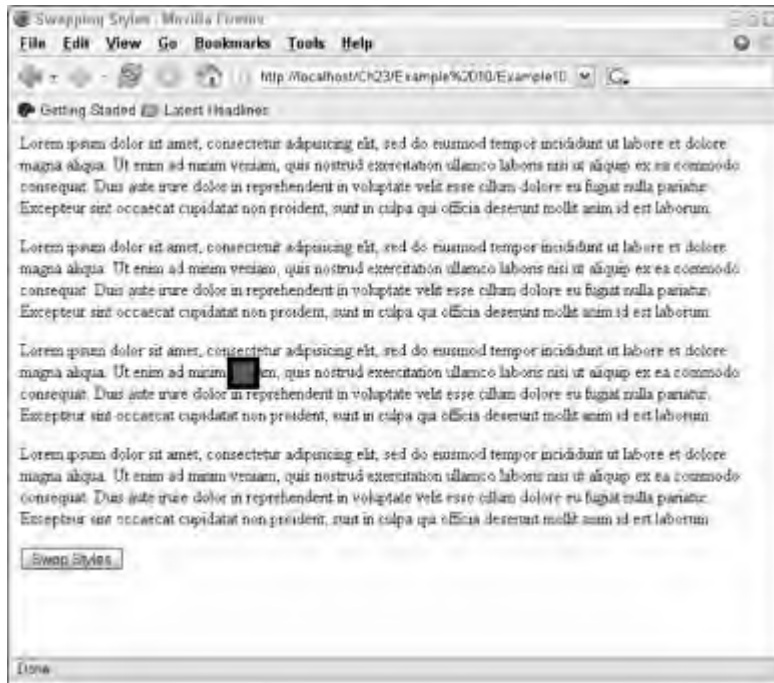 Swapping Styles - Mozilla Firefox
File Edit View Go Bookmarks Tools Help
http://localhost/Ch23/Example%2010/Example10
Getting Started Latest Headlines
Lorem ipsum dolor sit amet, consectetur adipisicing elit, sed do eiusmod tempor incididunt ut labore et dolore
magna aliqua. Ut enim ad minim veniam, quis nostrud exercitation ullamco laboris nisi ut aliquip ex ea commodo
consequat. Duis aute irure dolor in reprehenderit in voluptate velit esse cillum dolore eu fugiat nulla pariatur.
Excepteur sint occaecat cupidatat non proident, sunt in culpa qui officia deserunt mollit anim id est laborum.
Lorem ipsum dolor sit amet, consectetur adipisicing elit, sed do eiusmod tempor incididunt ut labore et dolore
magna aliqua. Ut enim ad minim veniam, quis nostrud exercitation ullamco laboris nisi ut aliquip ex ea commodo
consequat. Duis aute irure dolor in reprehenderit in voluptate velit esse cillum dolore eu fugiat nulla pariatur.
Excepteur sint occaecat cupidatat non proident, sunt in culpa qui officia deserunt mollit anim id est laborum.
Lorem ipsum dolor sit amet, consectetur adipisicing elit, sed do eiusmod tempor incididunt ut labore et dolore
magna aliqua. Ut enim ad minim am, quis nostrud exercitation ullamco laboris nisi ut aliquip ex ea commodo
consequat. Duis aute irure dolor in reprehenderit in voluptate velit esse cillum dolore eu fugiat nulla pariatur.
Excepteur sint occaecat cupidatat non proident, sunt in culpa qui officia deserunt mollit anim id est laborum.
Lorem ipsum dolor sit amet, consectetur adipisicing elit, sed do eiusmod tempor incididunt ut labore et dolore
magna aliqua. Ut enim ad minim veniam, quis nostrud exercitation ullamco laboris nisi ut aliquip ex ea commodo
consequat. Duis aute irure dolor in reprehenderit in voluptate velit esse cillum dolore eu fugiat nulla pariatur.
Excepteur sint occaecat cupidatat non proident, sunt in culpa qui officia deserunt mollit anim id est laborum.
Swap Styles
Done